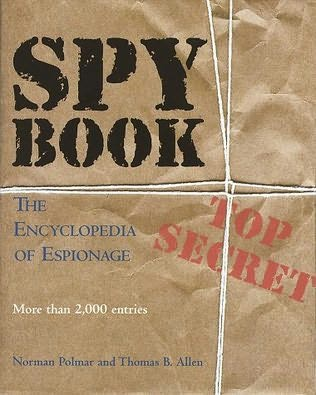 SPY
BOOK
THE
ENCYCLOPEDIA
OF ESPIONAGE
TOP
SECRET
More than 2,000 entries
Norman Polmar and Thomas B. Allen